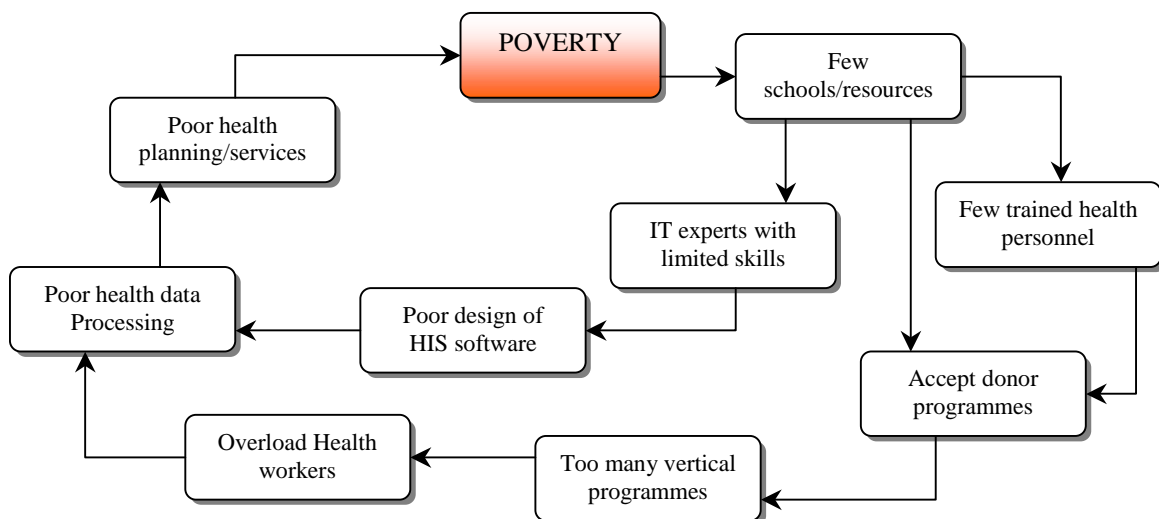 POVERTY
Few
schools/resources
Poor health
planning/services
Few trained health
personnel
IT experts with
limited skills
Poor health data
Processing
Poor design of
HIS software
Accept donor
programmes
Overload Health
workers
Too many vertical
programmes